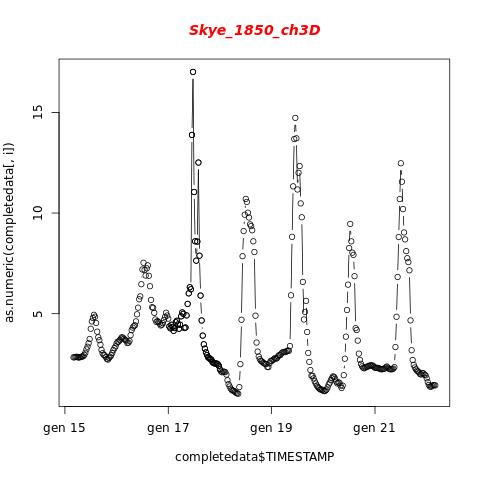 Skye_1850_ch3D
as.numeric(completedata[, i])
15
10
5
gen 15
gen 17
gen 19
gen 21
completedata$TIMESTAMP